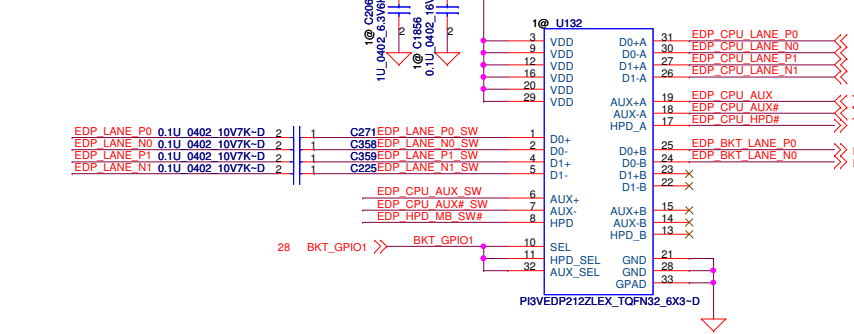 1@ C206
1U_0402_6.3V6
2
1@ C1856
0.1U_0402_16V
2
1@ U132
3 VDD
9 VDD
12 VDD
16 VDD
20 VDD
29 VDD
D0+A 31 EDP_CPU_LANE_P0
D0-A 30 EDP_CPU_LANE_N0
D1+A 27 EDP_CPU_LANE_P1
D1-A 26 EDP_CPU_LANE_N1
AUX+A 19 EDP_CPU_AUX
AUX-A 18 EDP_CPU_AUX#
HPD_A 17 EDP_CPU_HPD#
EDP_LANE_P0 0.1U_0402_10V7K~D 2 1 C271 EDP_LANE_P0_SW 1 D0+
EDP_LANE_N0 0.1U_0402_10V7K~D 2 1 C358 EDP_LANE_N0_SW 2 D0-
EDP_LANE_P1 0.1U_0402_10V7K~D 2 1 C359 EDP_LANE_P1_SW 4 D1+
EDP_LANE_N1 0.1U_0402_10V7K~D 2 1 C225 EDP_LANE_N1_SW 5 D1-
D0+B 25 EDP_BKT_LANE_P0
D0-B 24 EDP_BKT_LANE_N0
D1+B 23
D1-B 22
EDP_CPU_AUX_SW 6 AUX+
EDP_CPU_AUX#_SW 7 AUX-
EDP_HPD_MB_SW# 8 HPD
AUX+B 15
AUX-B 14
HPD_B 13
28 BKT_GPIO1 BKT_GPIO1 10 SEL
11 HPD_SEL
32 AUX_SEL
GND 21
GND 28
GPAD 33
PI3VEDP212ZLEX_TQFN32_6X3~D